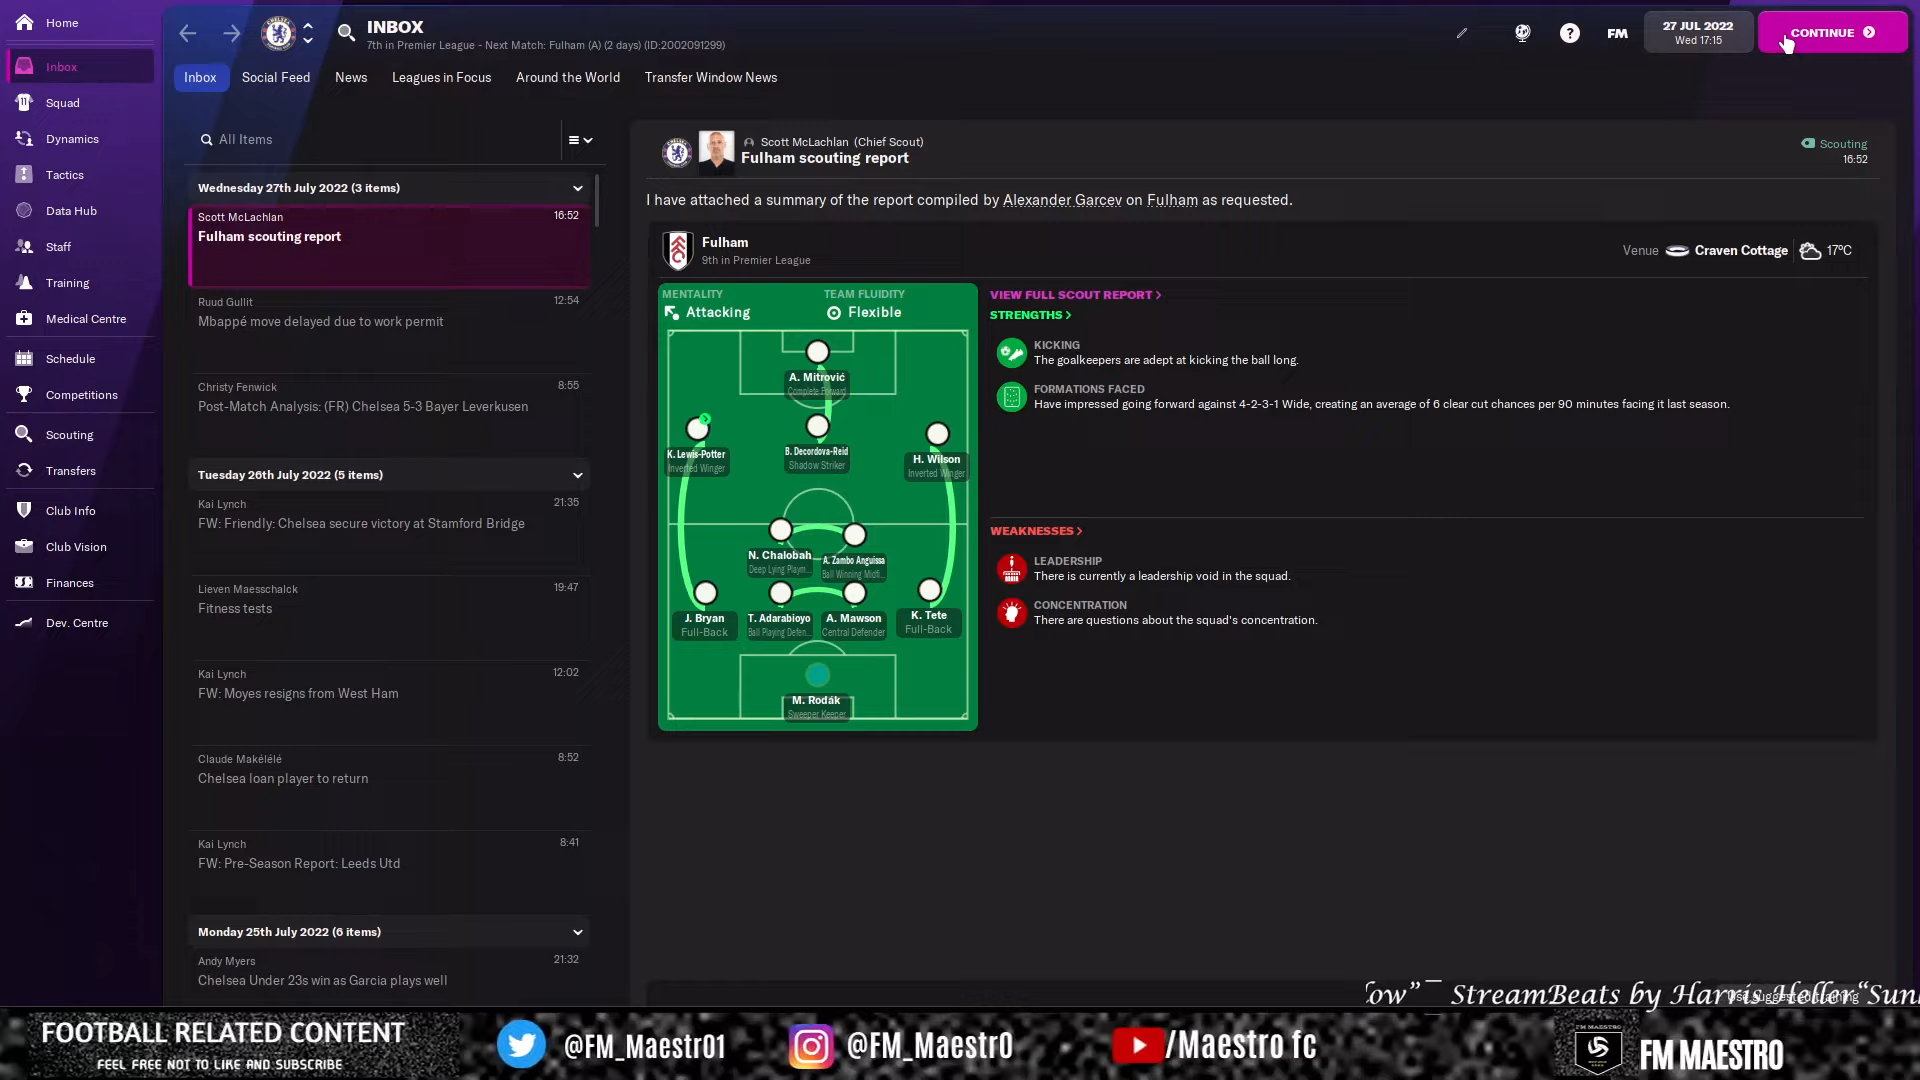 Home
Inbox
Squad
Dynamics
Tactics
Data Hub
Staff
Training
Medical Centre
Schedule
Competitions
Scouting
Transfers
Club Info
Club Vision
Finances
Dev. Centre
INBOX
7th in Premier League - Next Match: Fulham (A) (2 days) (ID:2002091299)
FM
27 JUL 2022
Wed 17:15
CONTINUE
Inbox
Social Feed
News
Leagues in Focus
Around the World
Transfer Window News
All Items
Wednesday 27th July 2022 (3 items)
Scott McLachlan 16:52
Fulham scouting report
Ruud Gullit 12:54
Mbappé move delayed due to work permit
Christy Fenwick 8:55
Post-Match Analysis: (FR) Chelsea 5-3 Bayer Leverkusen
Tuesday 26th July 2022 (5 items)
Kai Lynch 21:35
FW: Friendly: Chelsea secure victory at Stamford Bridge
Lieven Maesschalck 19:47
Fitness tests
Kai Lynch 12:02
FW: Moyes resigns from West Ham
Claude Makélélé 8:52
Chelsea loan player to return
Kai Lynch 8:41
FW: Pre-Season Report: Leeds Utd
Monday 25th July 2022 (6 items)
Andy Myers 21:32
Chelsea Under 23s win as Garcia plays well
Scott McLachlan (Chief Scout)
Fulham scouting report
Scouting
16:52
I have attached a summary of the report compiled by Alexander Garcev on Fulham as requested.
Fulham
9th in Premier League
Venue Craven Cottage 17°C
MENTALITY
Attacking
TEAM FLUIDITY
Flexible
A. Mitrović
Complete Forward
K. Lewis-Potter
Inverted Winger
B. Decordova-Reid
Shadow Striker
H. Wilson
Inverted Winger
N. Chalobah
Deep Lying Playm...
A. Zambo Anguissa
Ball Winning Midfi...
J. Bryan
Full-Back
T. Adarabioyo
Ball Playing Defen...
A. Mawson
Central Defender
K. Tete
Full-Back
M. Rodák
Sweeper Keeper
VIEW FULL SCOUT REPORT >
STRENGTHS >
KICKING
The goalkeepers are adept at kicking the ball long.
FORMATIONS FACED
Have impressed going forward against 4-2-3-1 Wide, creating an average of 6 clear cut chances per 90 minutes facing it last season.
WEAKNESSES >
LEADERSHIP
There is currently a leadership void in the squad.
CONCENTRATION
There are questions about the squad's concentration.
StreamBeats by Harris Heller
FOOTBALL RELATED CONTENT
FEEL FREE NOT TO LIKE AND SUBSCRIBE
@FM_Maestr01
@FM_Maestr0
/Maestro fc
FM MAESTRO
FM MAESTRO